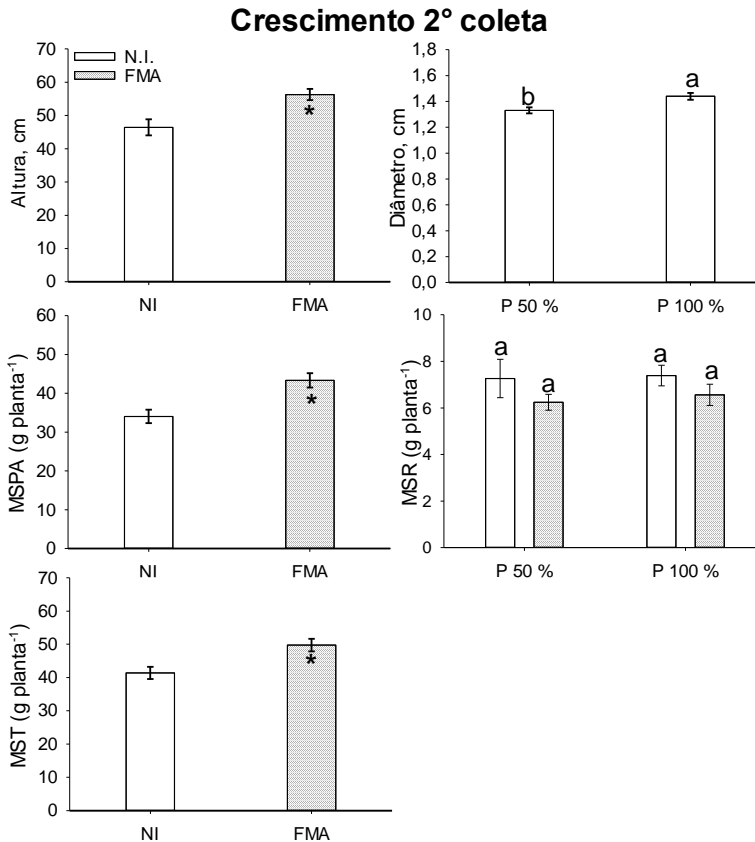 Crescimento 2° coleta
70
60
50
40
30
20
10
0
Altura, cm
N.I.
FMA
*
NI FMA
1,8
1,6
1,4
1,2
1,0
0,8
0,6
0,4
0,2
0,0
Diâmetro, cm
b
a
P 50 % P 100 %
60
50
40
30
20
10
0
MSPA (g planta⁻¹)
*
NI FMA
10
8
6
4
2
0
MSR (g planta⁻¹)
a a a a
P 50 % P 100 %
70
60
50
40
30
20
10
0
MST (g planta⁻¹)
*
NI FMA